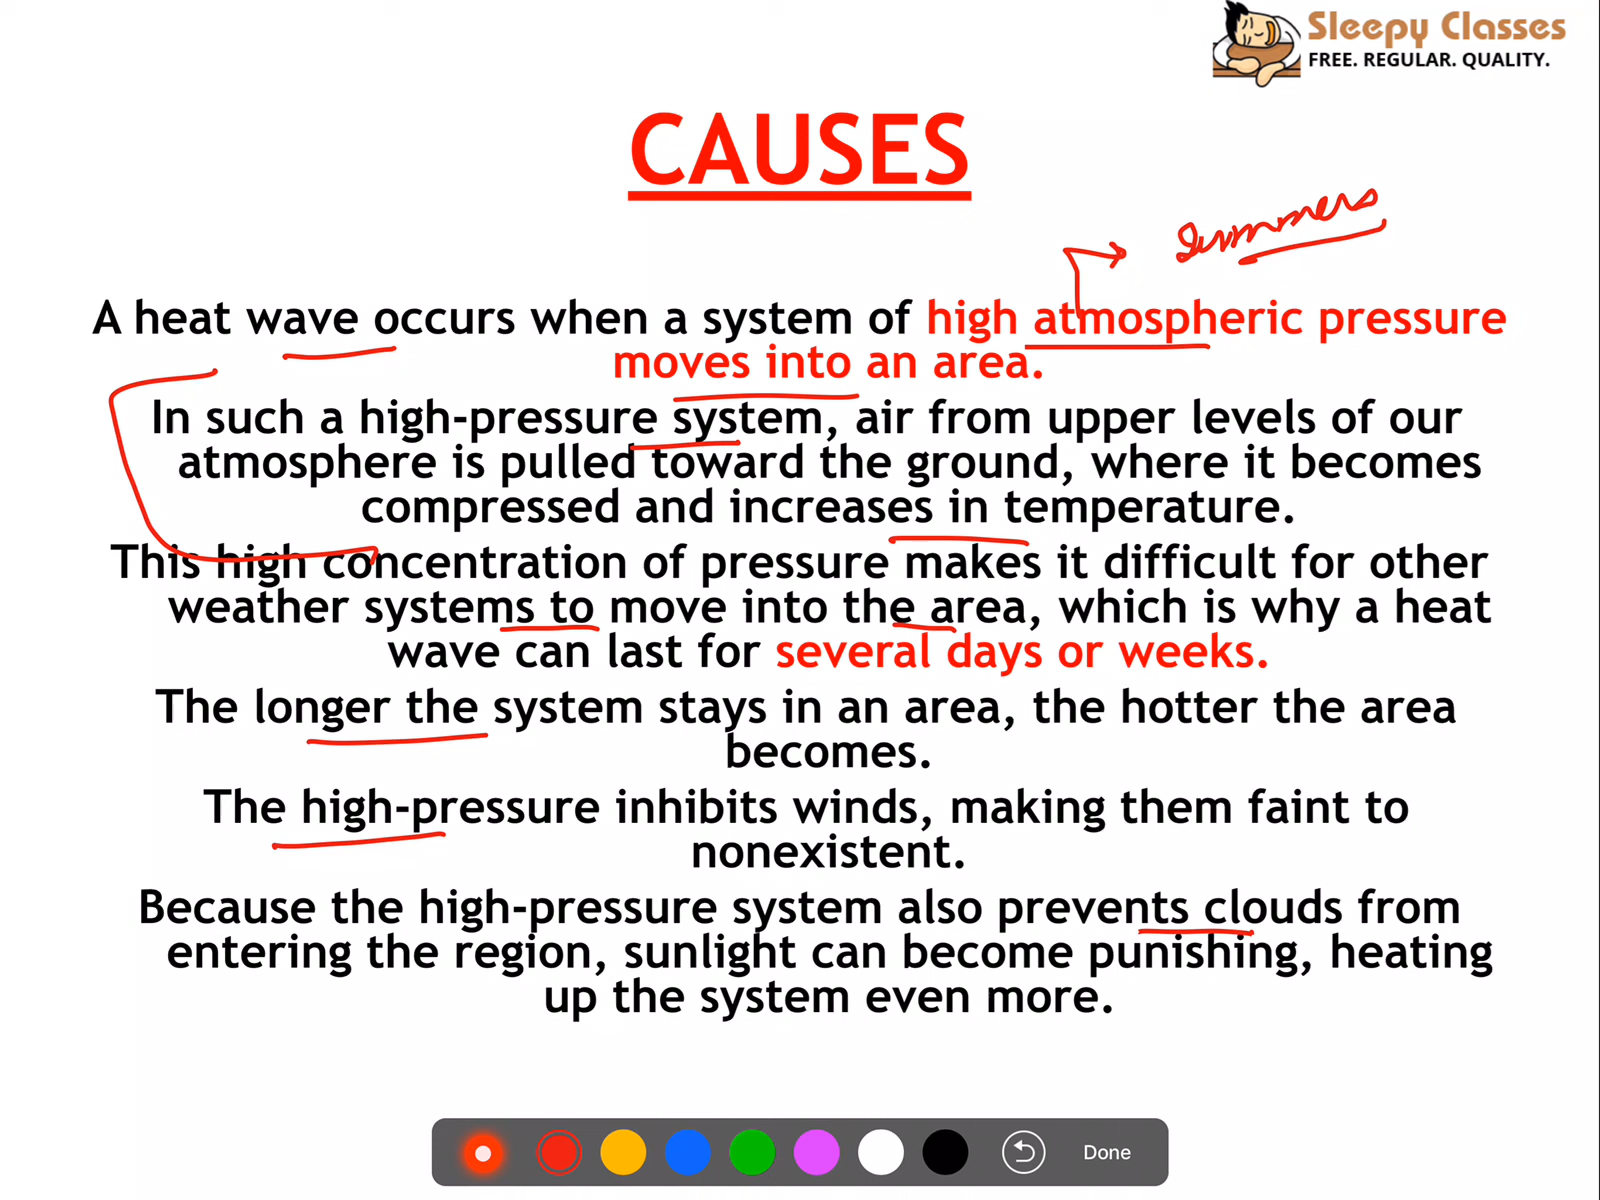 Sleepy Classes
FREE. REGULAR. QUALITY.
CAUSES
Summers
A heat wave occurs when a system of high atmospheric pressure
moves into an area.
In such a high-pressure system, air from upper levels of our
atmosphere is pulled toward the ground, where it becomes
compressed and increases in temperature.
This high concentration of pressure makes it difficult for other
weather systems to move into the area, which is why a heat
wave can last for several days or weeks.
The longer the system stays in an area, the hotter the area
becomes.
The high-pressure inhibits winds, making them faint to
nonexistent.
Because the high-pressure system also prevents clouds from
entering the region, sunlight can become punishing, heating
up the system even more.
Done